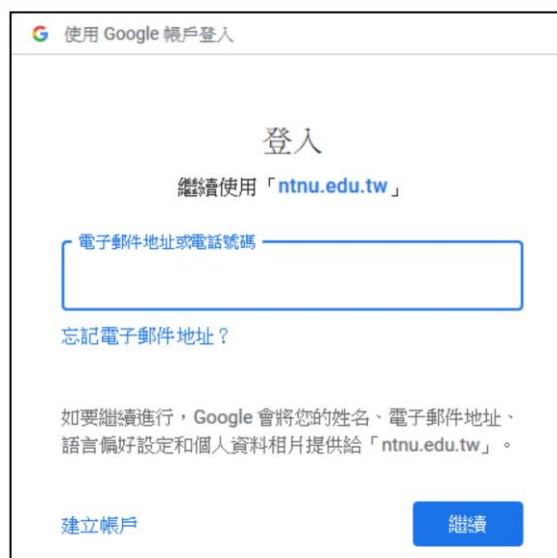 使用 Google 帳戶登入
登入
繼續使用「ntnu.edu.tw」
電子郵件地址或電話號碼
忘記電子郵件地址？
如要繼續進行，Google 會將您的姓名、電子郵件地址、
語言偏好設定和個人資料相片提供給「ntnu.edu.tw」。
建立帳戶
繼續